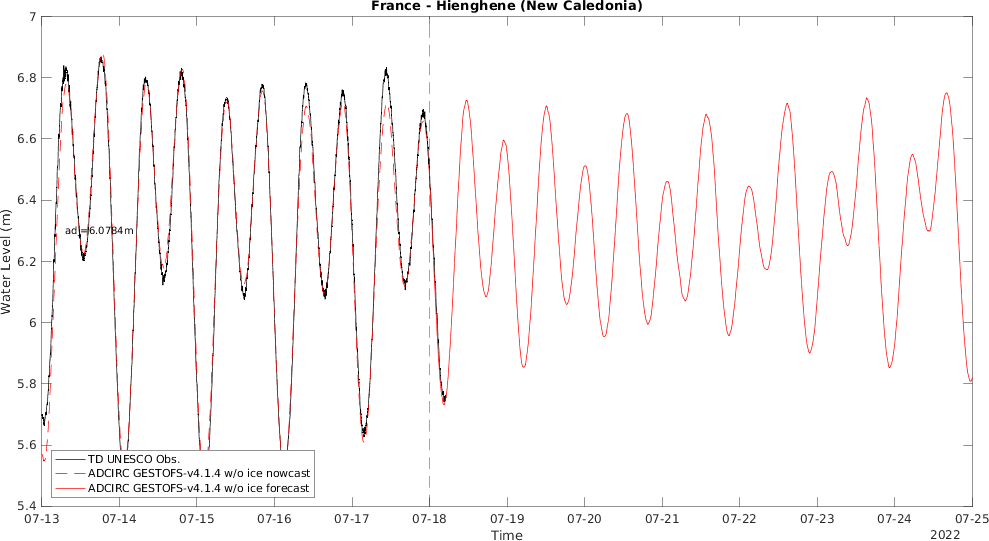 France - Hienghene (New Caledonia)
7
6.8
6.6
6.4
6.2
6
5.8
5.6
5.4
Water Level (m)
adj=6.0784m
TD UNESCO Obs.
ADCIRC GESTOFS-v4.1.4 w/o ice nowcast
ADCIRC GESTOFS-v4.1.4 w/o ice forecast
07-13 07-14 07-15 07-16 07-17 07-18 07-19 07-20 07-21 07-22 07-23 07-24 07-25
Time
2022